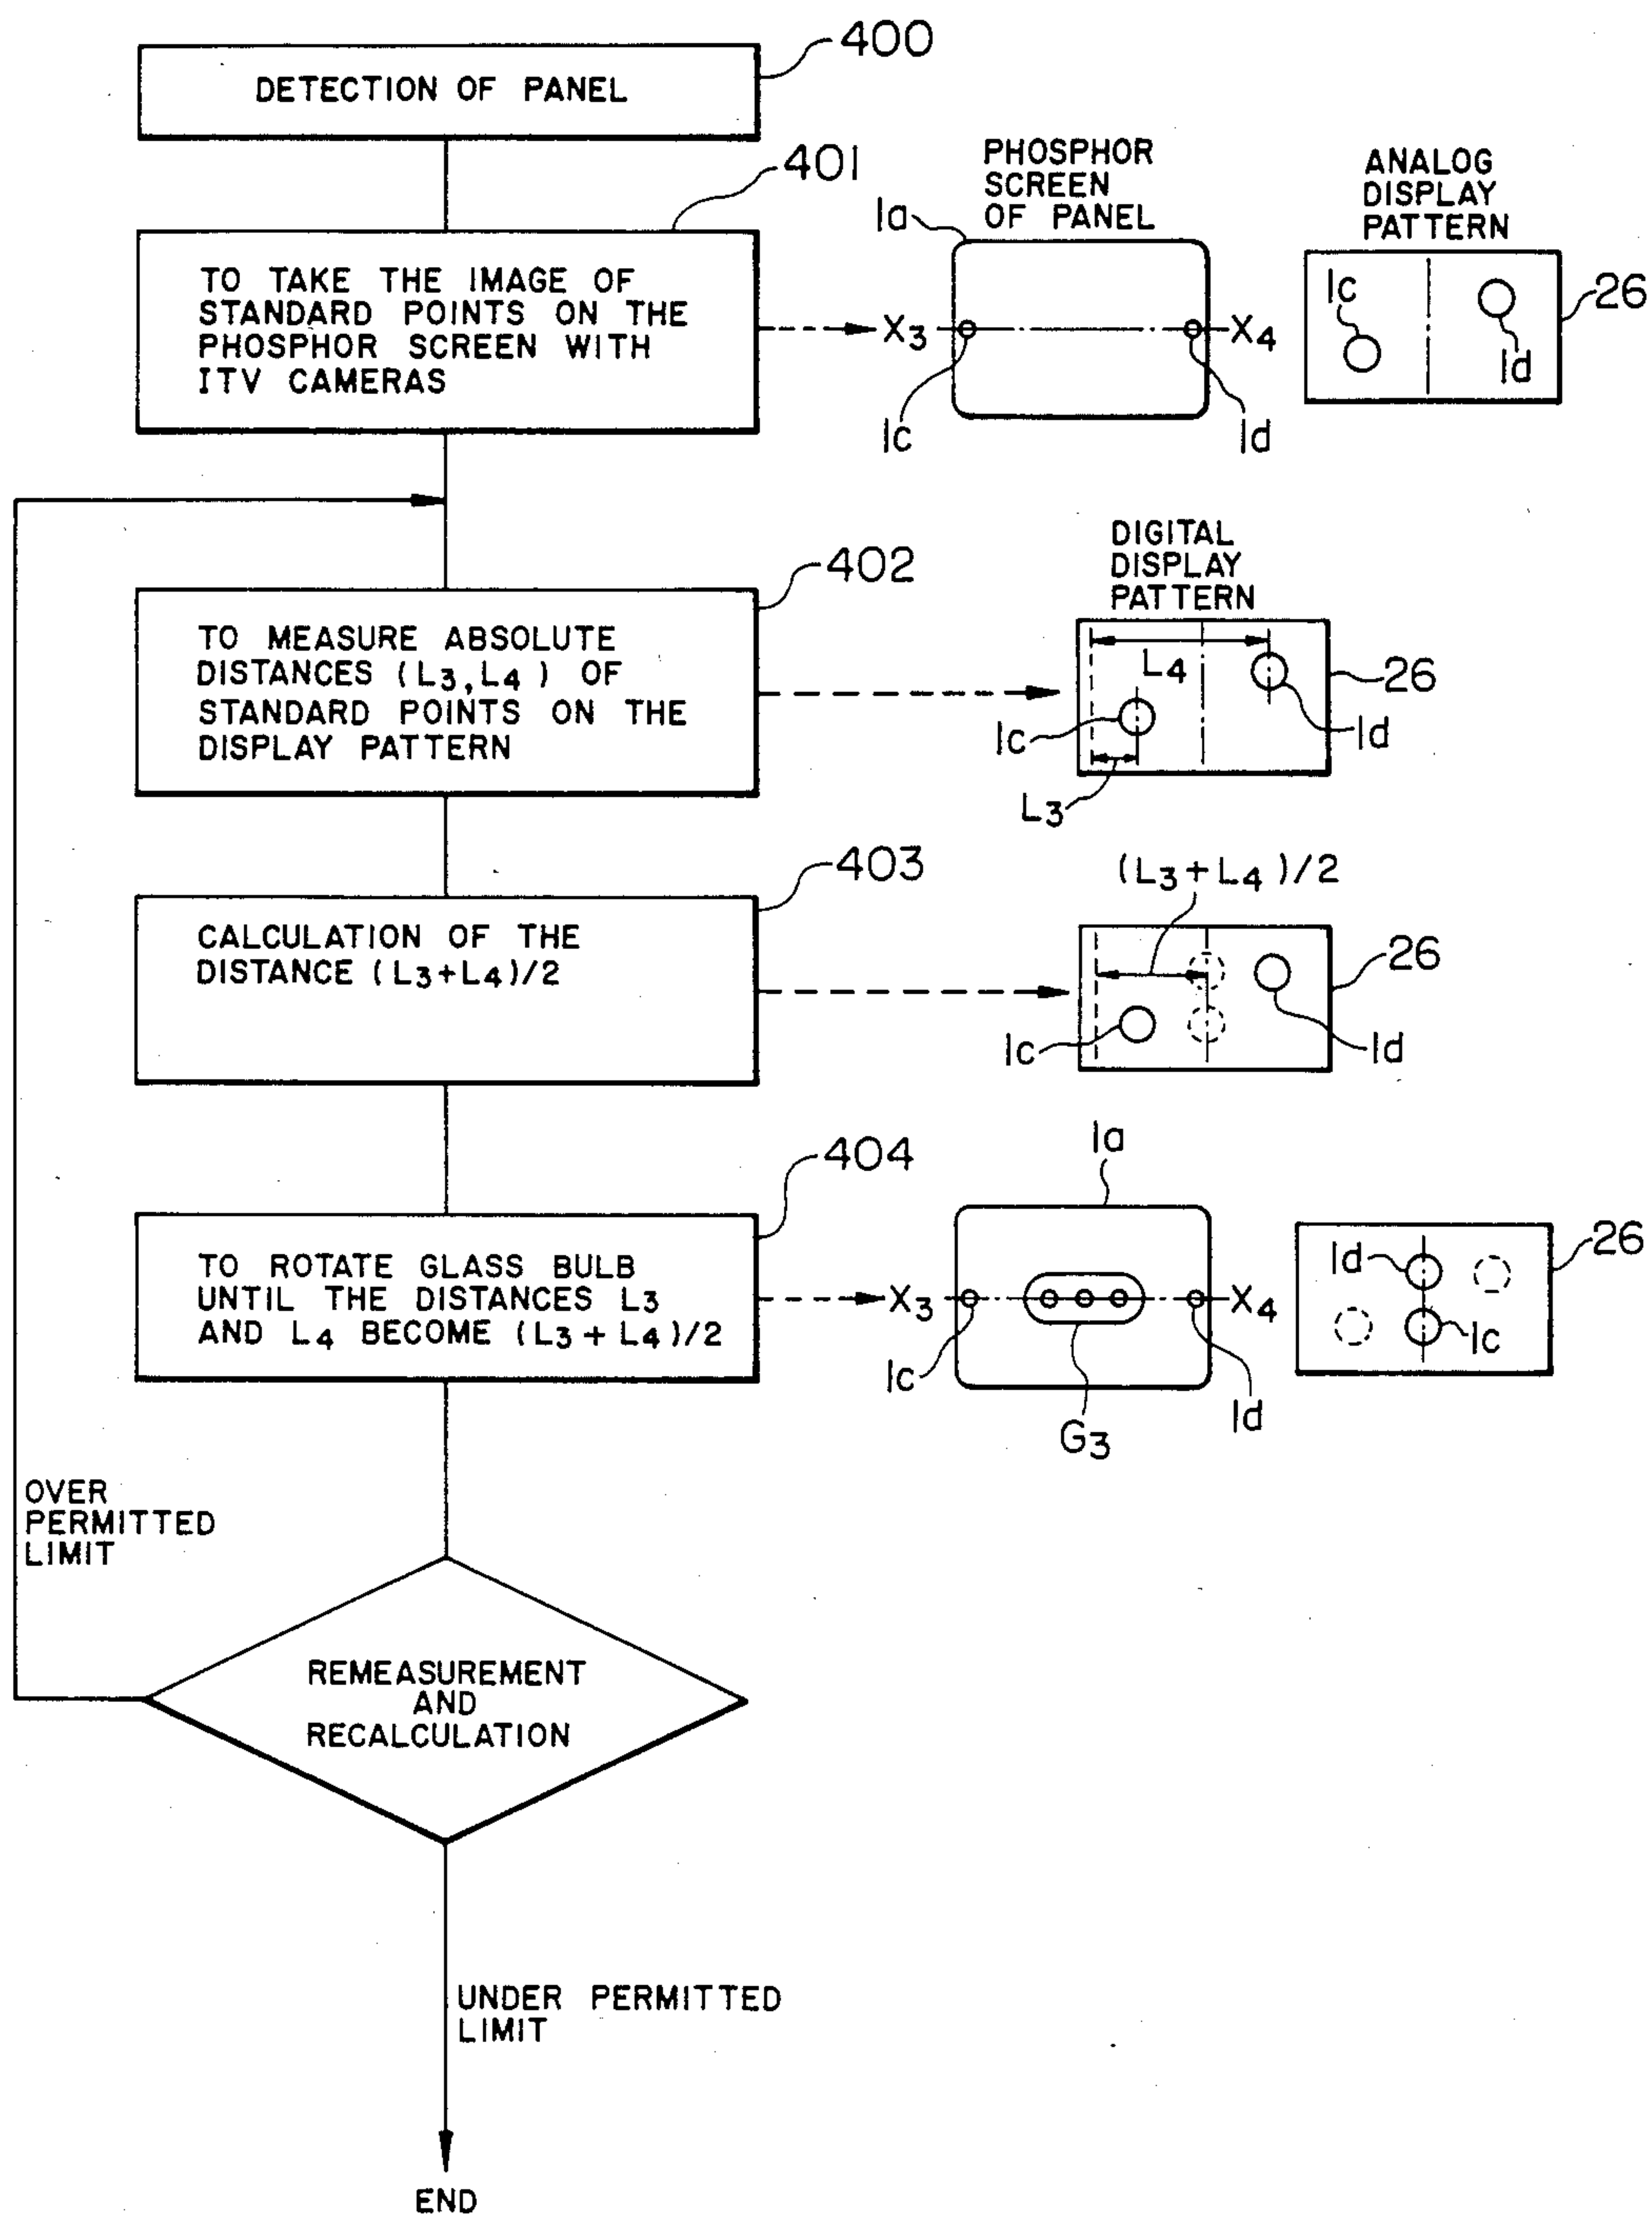 400
DETECTION OF PANEL
401
TO TAKE THE IMAGE OF
STANDARD POINTS ON THE
PHOSPHOR SCREEN WITH
ITV CAMERAS
PHOSPHOR
SCREEN
OF PANEL
1a
X3
X4
1c
1d
ANALOG
DISPLAY
PATTERN
1c
1d
26
402
TO MEASURE ABSOLUTE
DISTANCES (L3,L4) OF
STANDARD POINTS ON THE
DISPLAY PATTERN
DIGITAL
DISPLAY
PATTERN
L4
26
1c
1d
L3
403
CALCULATION OF THE
DISTANCE (L3+L4)/2
(L3+L4)/2
26
1c
1d
404
TO ROTATE GLASS BULB
UNTIL THE DISTANCES L3
AND L4 BECOME (L3+L4)/2
1a
X3
X4
1c
1d
G3
1d
1c
26
OVER
PERMITTED
LIMIT
REMEASUREMENT
AND
RECALCULATION
UNDER PERMITTED
LIMIT
END